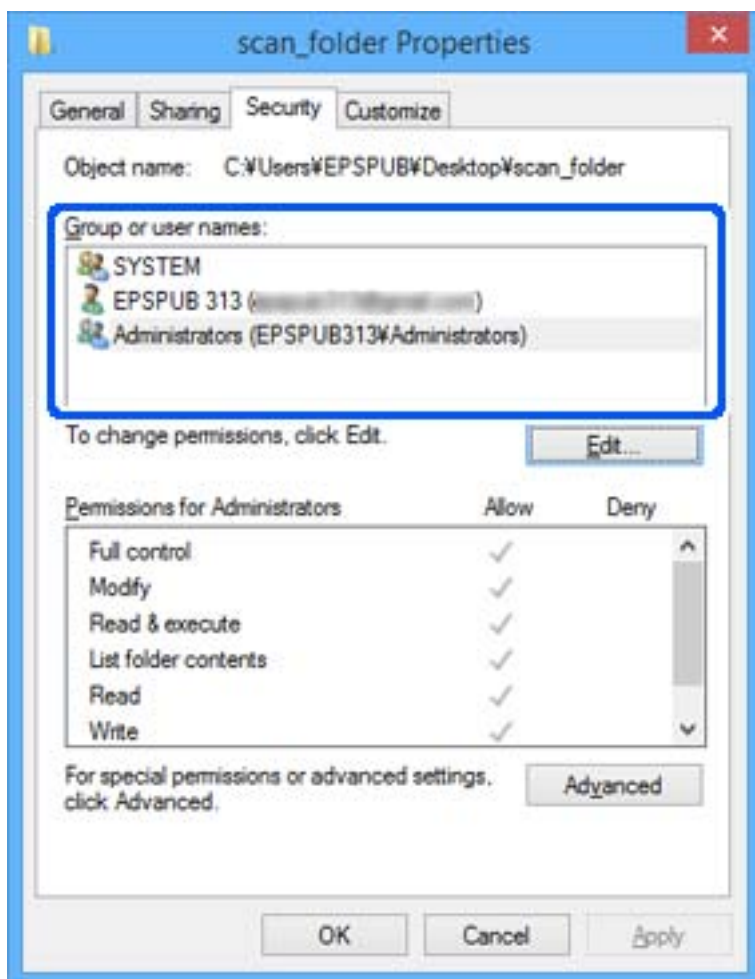 scan_folder Properties
General Sharing Security Customize
Object name: C:¥Users¥EPSPUB¥Desktop¥scan_folder
Group or user names:
SYSTEM
EPSPUB 313 ( )
Administrators (EPSPUB313¥Administrators)
To change permissions, click Edit.
Edit...
Permissions for Administrators Allow Deny
Full control
Modify
Read & execute
List folder contents
Read
Write
For special permissions or advanced settings, click Advanced.
Advanced
OK Cancel Apply